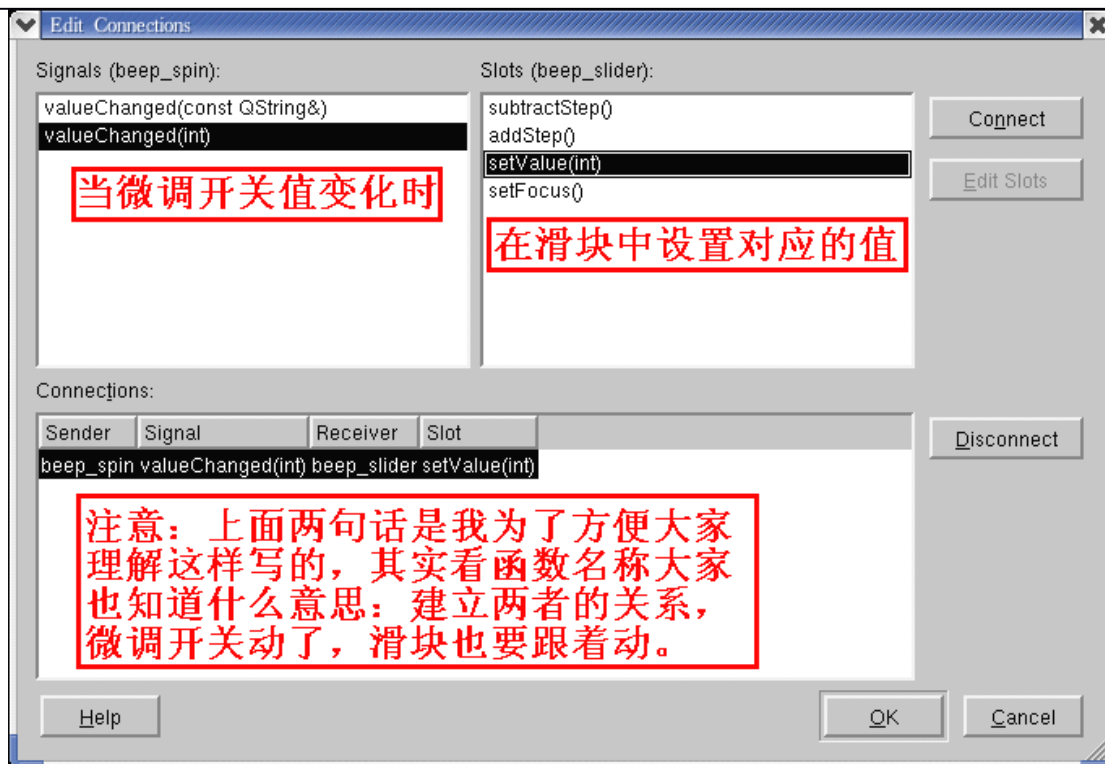 Edit Connections
Signals (beep_spin):
valueChanged(const QString&)
valueChanged(int)
当微调开关值变化时
Slots (beep_slider):
subtractStep()
addStep()
setValue(int)
setFocus()
在滑块中设置对应的值
Connect
Edit Slots
Connections:
Sender Signal Receiver Slot
beep_spin valueChanged(int) beep_slider setValue(int)
注意：上面两句话是我为了方便大家
理解这样写的，其实看函数名称大家
也知道什么意思：建立两者的关系，
微调开关动了，滑块也要跟着动。
Disconnect
Help
OK
Cancel